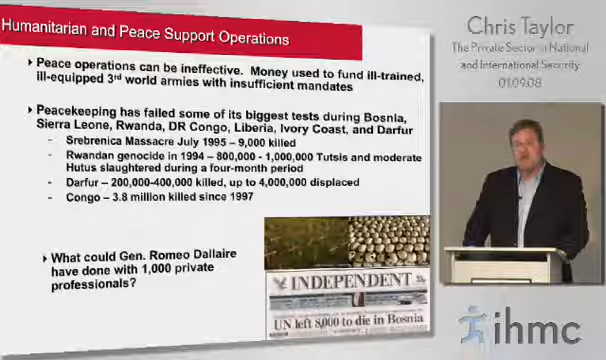 Humanitarian and Peace Support Operations
Peace operations can be ineffective. Money used to fund ill-trained,
ill-equipped 3rd world armies with insufficient mandates
Peacekeeping has failed some of its biggest tests during Bosnia,
Sierra Leone, Rwanda, DR Congo, Liberia, Ivory Coast, and Darfur
- Srebrenica Massacre July 1995 – 9,000 killed
- Rwandan genocide in 1994 – 800,000 - 1,000,000 Tutsis and moderate
Hutus slaughtered during a four-month period
- Darfur – 200,000-400,000 killed, up to 4,000,000 displaced
- Congo – 3.8 million killed since 1997
What could Gen. Romeo Dallaire
have done with 1,000 private
professionals?
INDEPENDENT
UN left 8,000 to die in Bosnia
Chris Taylor
The Private Sector in National
and International Security
01.09.08
ihmc